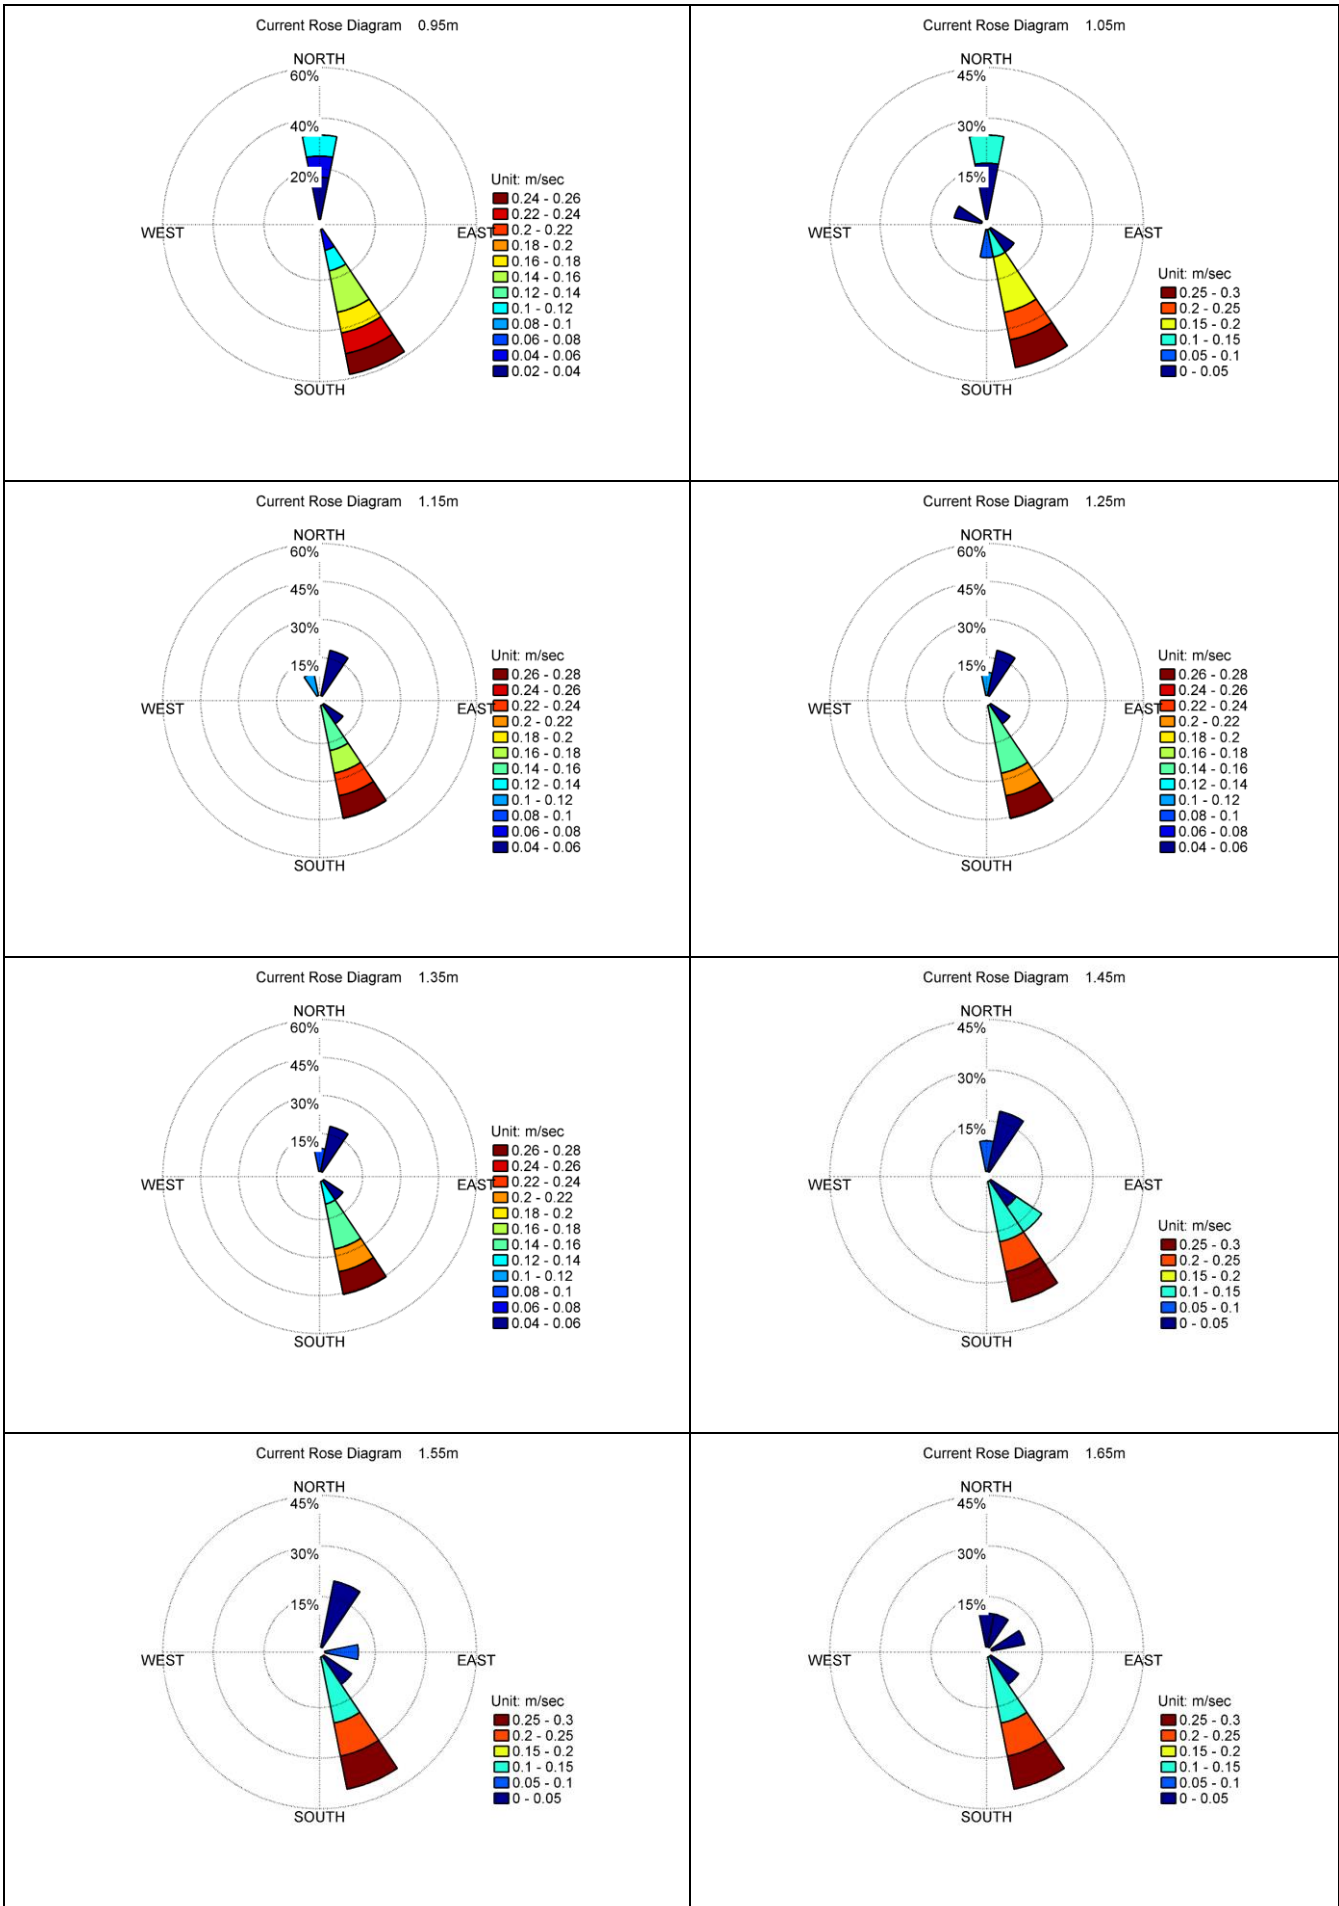 Current Rose Diagram 0.95m
NORTH
60%
40%
20%
WEST
EAST
SOUTH
Unit: m/sec
0.24 - 0.26
0.22 - 0.24
0.2 - 0.22
0.18 - 0.2
0.16 - 0.18
0.14 - 0.16
0.12 - 0.14
0.1 - 0.12
0.08 - 0.1
0.06 - 0.08
0.04 - 0.06
0.02 - 0.04
Current Rose Diagram 1.05m
NORTH
45%
30%
15%
WEST
EAST
SOUTH
Unit: m/sec
0.25 - 0.3
0.2 - 0.25
0.15 - 0.2
0.1 - 0.15
0.05 - 0.1
0 - 0.05
Current Rose Diagram 1.15m
NORTH
60%
45%
30%
15%
WEST
EAST
SOUTH
Unit: m/sec
0.26 - 0.28
0.24 - 0.26
0.22 - 0.24
0.2 - 0.22
0.18 - 0.2
0.16 - 0.18
0.14 - 0.16
0.12 - 0.14
0.1 - 0.12
0.08 - 0.1
0.06 - 0.08
0.04 - 0.06
Current Rose Diagram 1.25m
NORTH
60%
45%
30%
15%
WEST
EAST
SOUTH
Unit: m/sec
0.26 - 0.28
0.24 - 0.26
0.22 - 0.24
0.2 - 0.22
0.18 - 0.2
0.16 - 0.18
0.14 - 0.16
0.12 - 0.14
0.1 - 0.12
0.08 - 0.1
0.06 - 0.08
0.04 - 0.06
Current Rose Diagram 1.35m
NORTH
60%
45%
30%
15%
WEST
EAST
SOUTH
Unit: m/sec
0.26 - 0.28
0.24 - 0.26
0.22 - 0.24
0.2 - 0.22
0.18 - 0.2
0.16 - 0.18
0.14 - 0.16
0.12 - 0.14
0.1 - 0.12
0.08 - 0.1
0.06 - 0.08
0.04 - 0.06
Current Rose Diagram 1.45m
NORTH
45%
30%
15%
WEST
EAST
SOUTH
Unit: m/sec
0.25 - 0.3
0.2 - 0.25
0.15 - 0.2
0.1 - 0.15
0.05 - 0.1
0 - 0.05
Current Rose Diagram 1.55m
NORTH
45%
30%
15%
WEST
EAST
SOUTH
Unit: m/sec
0.25 - 0.3
0.2 - 0.25
0.15 - 0.2
0.1 - 0.15
0.05 - 0.1
0 - 0.05
Current Rose Diagram 1.65m
NORTH
45%
30%
15%
WEST
EAST
SOUTH
Unit: m/sec
0.25 - 0.3
0.2 - 0.25
0.15 - 0.2
0.1 - 0.15
0.05 - 0.1
0 - 0.05